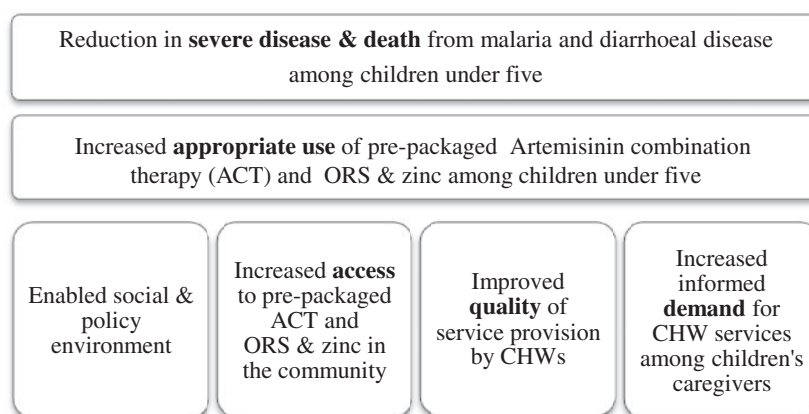 Reduction in severe disease & death from malaria and diarrhoeal disease
among children under five
Increased appropriate use of pre-packaged Artemisinin combination
therapy (ACT) and ORS & zinc among children under five
Enabled social &
policy
environment
Increased access
to pre-packaged
ACT and
ORS & zinc in
the community
Improved
quality of
service provision
by CHWs
Increased
informed
demand for
CHW services
among children's
caregivers